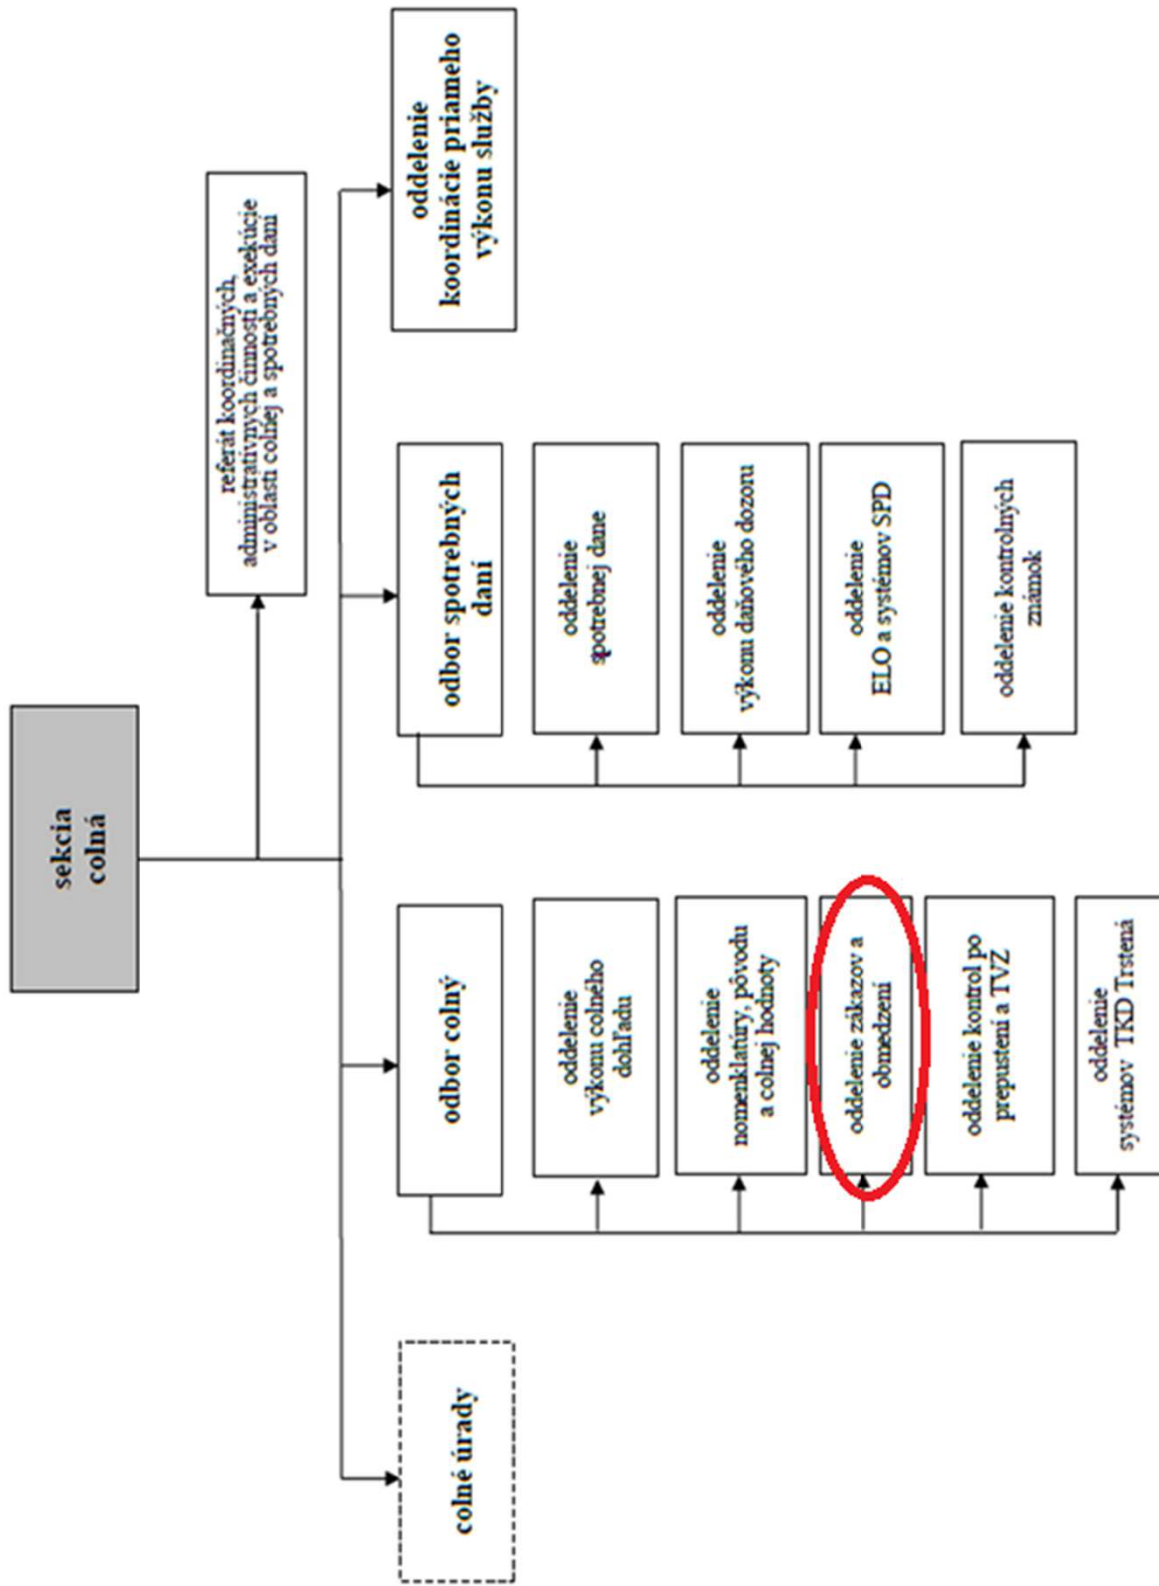 sekcia
colná
referát koordinačných,
administratívnych činností a exekúcie
v oblasti colnej a spotrebných daní
colné úrady
odbor colný
odbor spotrebných
daní
oddelenie
koordinácie priameho
výkonu služby
oddelenie
výkonu colného
dohľadu
oddelenie
nomenklatúry, pôvodu
a colnej hodnoty
oddelenie zákazov a
obmedzení
oddelenie kontrol po
prepustení a TVZ
oddelenie
systémov TKD Trstená
oddelenie
spotrebnej dane
oddelenie
výkonu daňového dozoru
oddelenie
ELO a systémov SPD
oddelenie kontrolných
známok